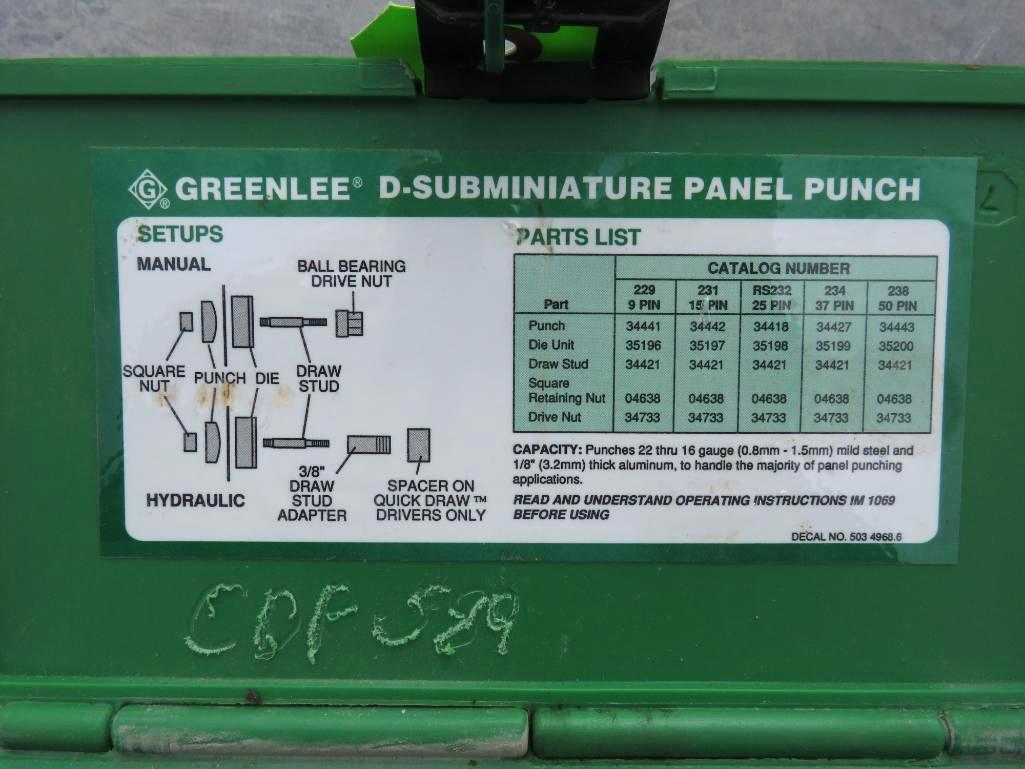 GREENLEE® D-SUBMINIATURE PANEL PUNCH
SETUPS
MANUAL
BALL BEARING
DRIVE NUT
SQUARE
NUT
PUNCH
DIE
DRAW
STUD
HYDRAULIC
3/8"
DRAW
STUD
ADAPTER
SPACER ON
QUICK DRAW™
DRIVERS ONLY
PARTS LIST
CATALOG NUMBER
229 231 RS232 234 238
Part 9 PIN 15 PIN 25 PIN 37 PIN 50 PIN
Punch 34441 34442 34418 34427 34443
Die Unit 35196 35197 35198 35199 35200
Draw Stud 34421 34421 34421 34421 34421
Square
Retaining Nut 04638 04638 04638 04638 04638
Drive Nut 34733 34733 34733 34733 34733
CAPACITY: Punches 22 thru 16 gauge (0.8mm - 1.5mm) mild steel and
1/8" (3.2mm) thick aluminum, to handle the majority of panel punching
applications.
READ AND UNDERSTAND OPERATING INSTRUCTIONS IM 1069
BEFORE USING
DECAL NO. 503 4968.6
CDF 589